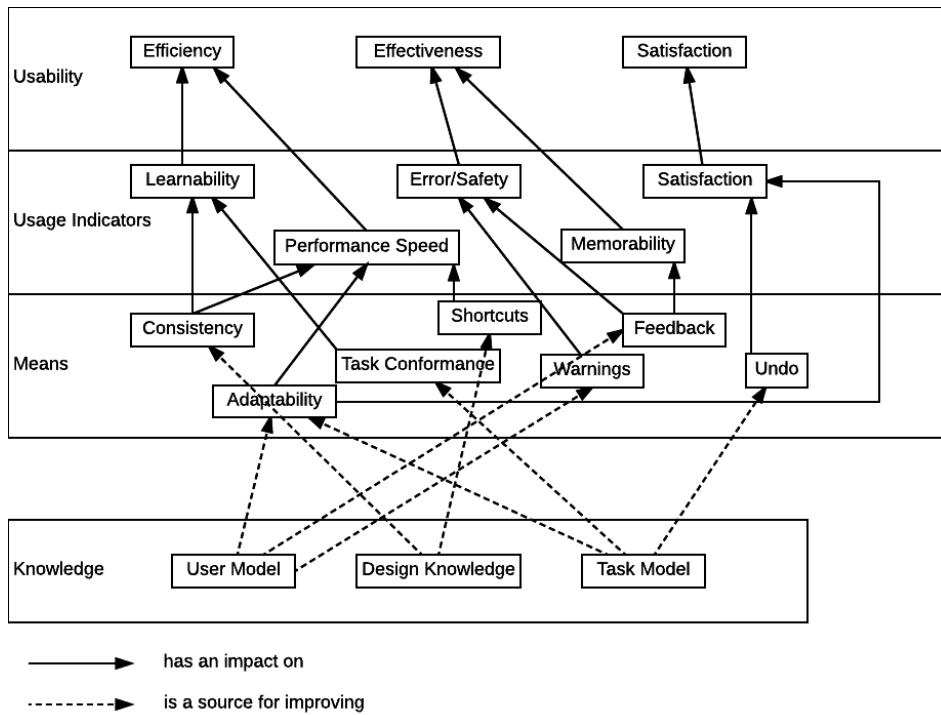 Efficiency
Effectiveness
Satisfaction
Usability
Learnability
Error/Safety
Satisfaction
Usage Indicators
Performance Speed
Memorability
Consistency
Shortcuts
Feedback
Means
Task Conformance
Warnings
Undo
Adaptability
Knowledge
User Model
Design Knowledge
Task Model
has an impact on
is a source for improving